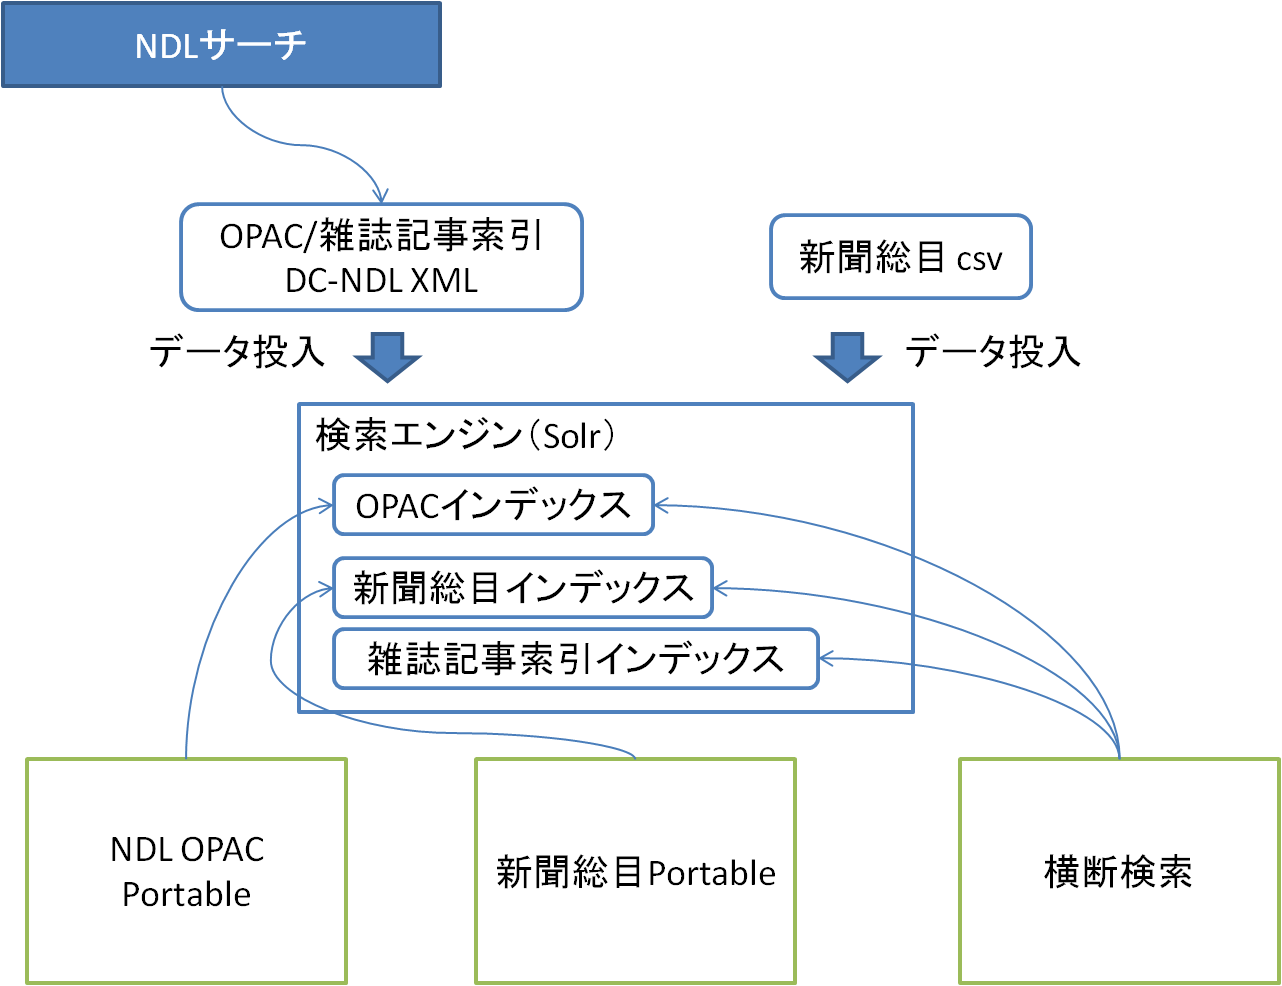 NDLサーチ
OPAC/雑誌記事索引
DC-NDL XML
新聞総目 csv
データ投入
データ投入
検索エンジン（Solr）
OPACインデックス
新聞総目インデックス
雑誌記事索引インデックス
NDL OPAC
Portable
新聞総目Portable
横断検索